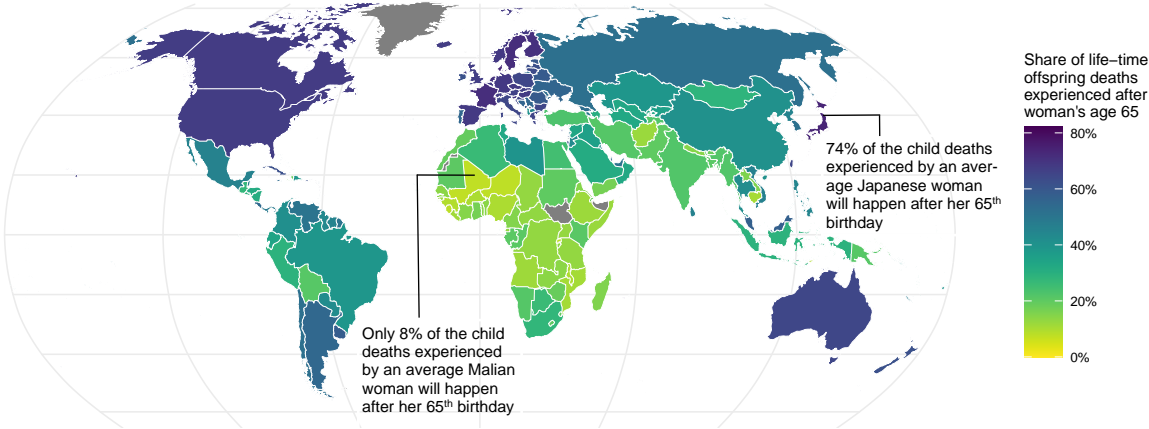 Share of life−time
offspring deaths
experienced after
woman's age 65
80%
60%
40%
20%
0%
74% of the child deaths
experienced by an aver-
age Japanese woman
will happen after her 65th
birthday
Only 8% of the child
deaths experienced
by an average Malian
woman will happen
after her 65th birthday